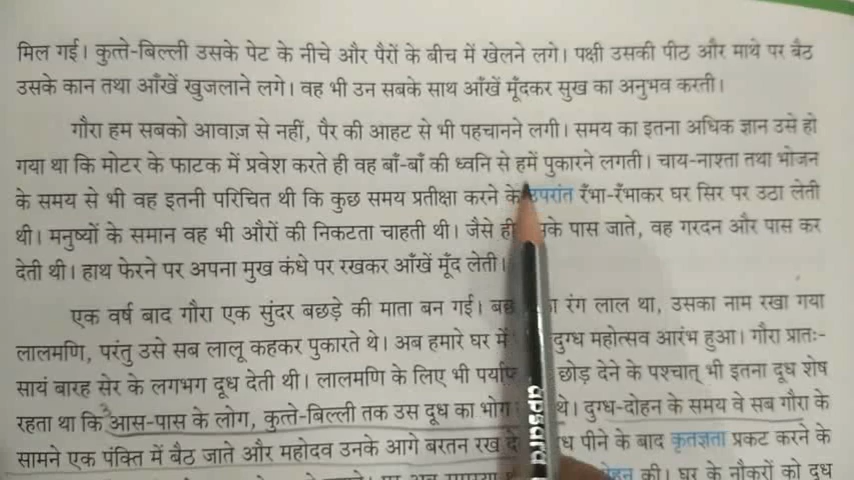 मिल गई। कुत्ते-बिल्ली उसके पेट के नीचे और पैरों के बीच में खेलने लगे। पक्षी उसकी पीठ और माथे पर बैठ
उसके कान तथा आँखें खुजलाने लगे। वह भी उन सबके साथ आँखें मूँदकर सुख का अनुभव करती।
गौरा हम सबको आवाज़ से नहीं, पैर की आहट से भी पहचानने लगी। समय का इतना अधिक ज्ञान उसे हो
गया था कि मोटर के फाटक में प्रवेश करते ही वह बाँ-बाँ की ध्वनि से हमें पुकारने लगती। चाय-नाश्ता तथा भोजन
के समय से भी वह इतनी परिचित थी कि कुछ समय प्रतीक्षा करने के उपरांत रँभा-रँभाकर घर सिर पर उठा लेती
थी। मनुष्यों के समान वह भी औरों की निकटता चाहती थी। जैसे ही के पास जाते, वह गरदन और पास कर
देती थी। हाथ फेरने पर अपना मुख कंधे पर रखकर आँखें मूँद लेती।
एक वर्ष बाद गौरा एक सुंदर बछड़े की माता बन गई। रंग लाल था, उसका नाम रखा गया
लालमणि, परंतु उसे सब लालू कहकर पुकारते थे। अब हमारे घर में दुग्ध महोत्सव आरंभ हुआ। गौरा प्रातः-
सायं बारह सेर के लगभग दूध देती थी। लालमणि के लिए भी छोड़ देने के पश्चात् भी इतना दूध शेष
रहता था कि आस-पास के लोग, कुत्ते-बिल्ली तक उस दूध का भोग थे। दुग्ध-दोहन के समय वे सब गौरा के
सामने एक पंक्ति में बैठ जाते और महोदव उनके आगे बरतन रख पीने के बाद कृतज्ञता प्रकट करने के
की। घर के नौकरों को दूध
apsara